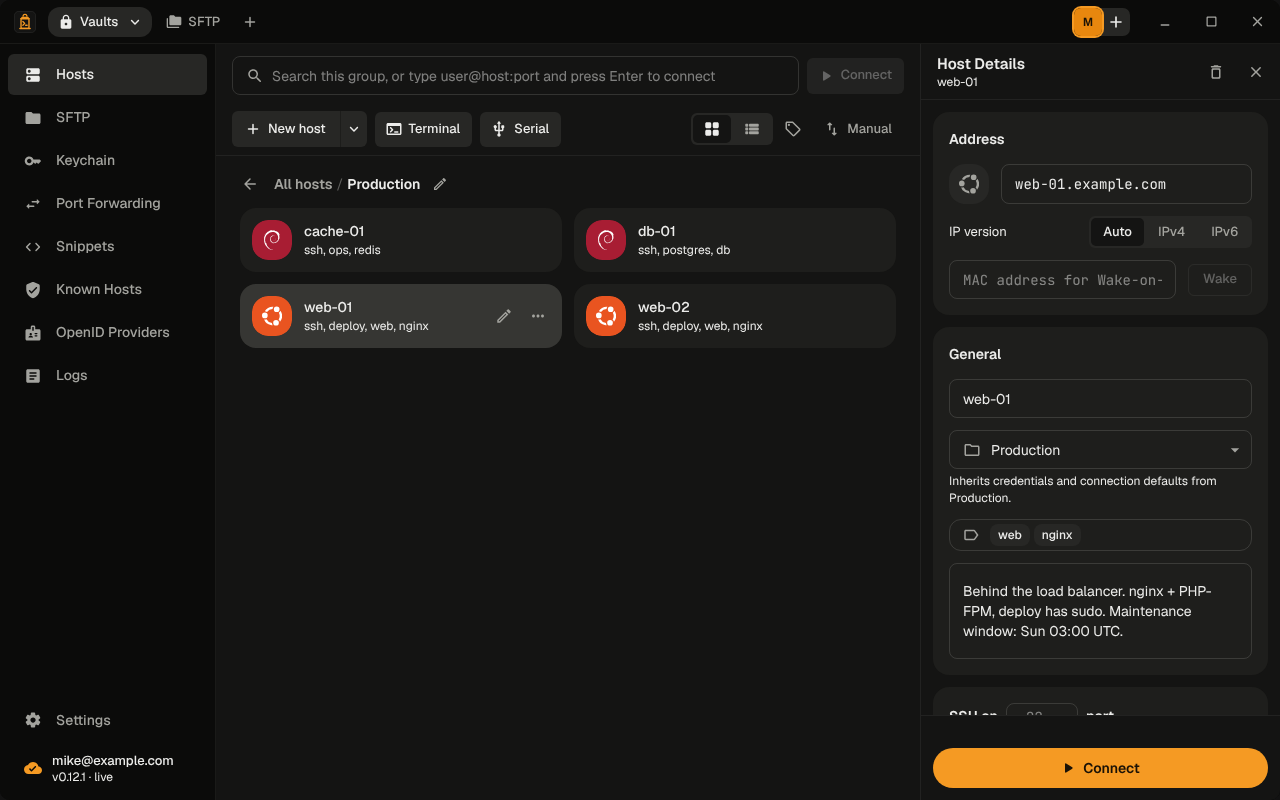 Vaults
SFTP
M
Hosts
SFTP
Keychain
Port Forwarding
Snippets
Known Hosts
OpenID Providers
Logs
Settings
mike@example.com
v0.12.1 · live
Search this group, or type user@host:port and press Enter to connect
Connect
New host
Terminal
Serial
Manual
All hosts / Production
cache-01
ssh, ops, redis
db-01
ssh, postgres, db
web-01
ssh, deploy, web, nginx
web-02
ssh, deploy, web, nginx
Host Details
web-01
Address
web-01.example.com
IP version
Auto
IPv4
IPv6
MAC address for Wake-on-
Wake
General
web-01
Production
Inherits credentials and connection defaults from
Production.
web
nginx
Behind the load balancer. nginx + PHP-
FPM, deploy has sudo. Maintenance
window: Sun 03:00 UTC.
SSH on
port
Connect